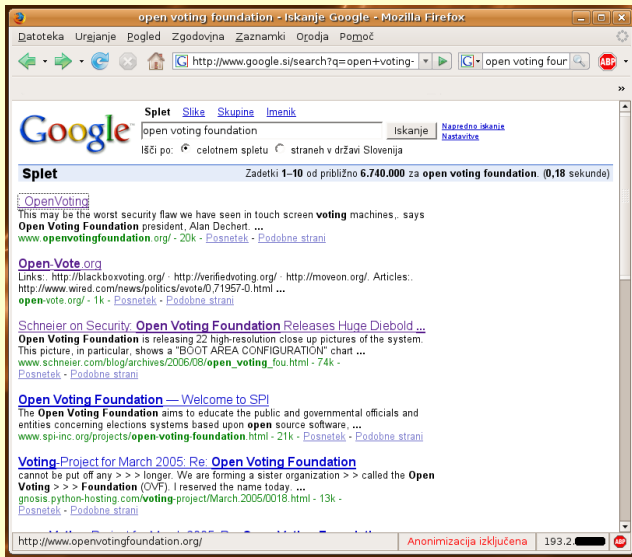 open voting foundation - Iskanje Google - Mozilla Firefox
Datoteka Urejanje Pogled Zgodovina Zaznamki Orodja Pomoč
http://www.google.si/search?q=open+voting- open voting four ABP
»
Splet Slike Skupine Imenik
Google™ open voting foundation Iskanje Napredno iskanje
Nastavitve
Išči po: celotnem spletu straneh v državi Slovenija
Splet Zadetki 1–10 od približno 6.740.000 za open voting foundation. (0,18 sekunde)
OpenVoting
This may be the worst security flaw we have seen in touch screen voting machines,. says
Open Voting Foundation president, Alan Dechert. ...
www.openvotingfoundation.org/ - 20k - Posnetek - Podobne strani
Open-Vote.org
Links:. http://blackboxvoting.org/ · http://verifiedvoting.org/ · http://moveon.org/. Articles:.
http://www.wired.com/news/politics/evote/0,71957-0.html ...
open-vote.org/ - 1k - Posnetek - Podobne strani
Schneier on Security: Open Voting Foundation Releases Huge Diebold ...
Open Voting Foundation is releasing 22 high-resolution close up pictures of the system.
This picture, in particular, shows a "BOOT AREA CONFIGURATION" chart ...
www.schneier.com/blog/archives/2006/08/open_voting_fou.html - 74k -
Posnetek - Podobne strani
Open Voting Foundation — Welcome to SPI
The Open Voting Foundation aims to educate the public and governmental officials and
entities concerning elections systems based upon open source software, ...
www.spi-inc.org/projects/open-voting-foundation.html - 21k - Posnetek - Podobne strani
Voting-Project for March 2005: Re: Open Voting Foundation
cannot be put off any > > > longer. We are forming a sister organization > > called the Open
Voting > > > Foundation (OVF). I reserved the name today. ...
gnosis.python-hosting.com/voting-project/March.2005/0018.html - 13k -
Posnetek - Podobne strani
Voting-Project for March 2005: Re: Open Voting Foundation
http://www.openvotingfoundation.org/ Anonimizacija izključena 193.2. ABP